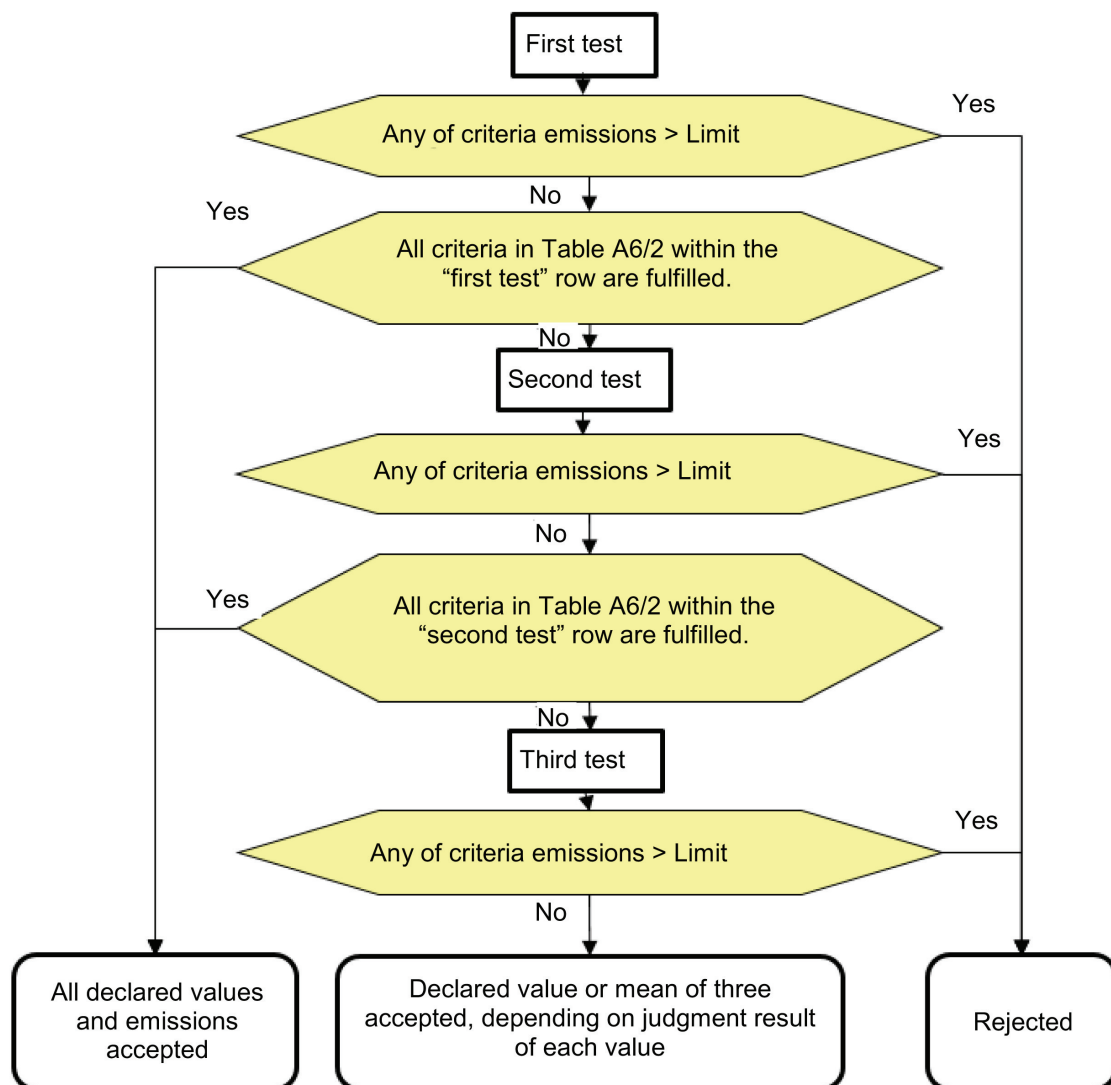 First test
Any of criteria emissions > Limit
Yes
No
Yes
All criteria in Table A6/2 within the
“first test” row are fulfilled.
No
Second test
Any of criteria emissions > Limit
Yes
No
Yes
All criteria in Table A6/2 within the
“second test” row are fulfilled.
No
Third test
Any of criteria emissions > Limit
Yes
No
All declared values
and emissions
accepted
Declared value or mean of three
accepted, depending on judgment result
of each value
Rejected